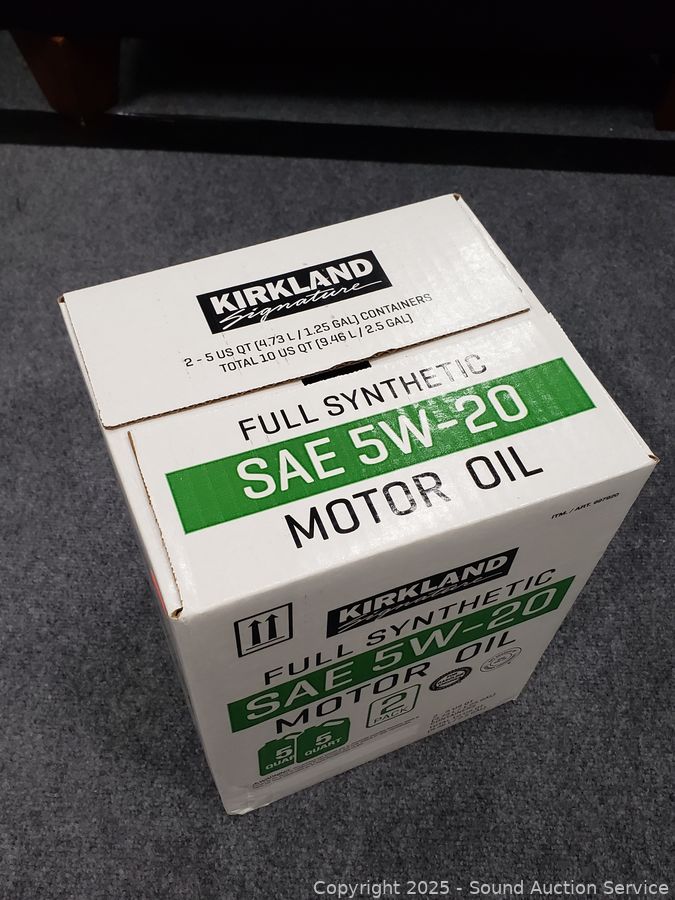 KIRKLAND
Signature
2 - 5 US QT (4.73 L / 1.25 GAL) CONTAINERS
TOTAL 10 US QT (9.46 L / 2.5 GAL)
FULL SYNTHETIC
SAE 5W-20
MOTOR OIL
ITM. / ART.
KIRKLAND
Signature
FULL SYNTHETIC
SAE 5W-20
MOTOR OIL
2
PACK
5
QUART
5
QUART
Copyright 2025 - Sound Auction Service